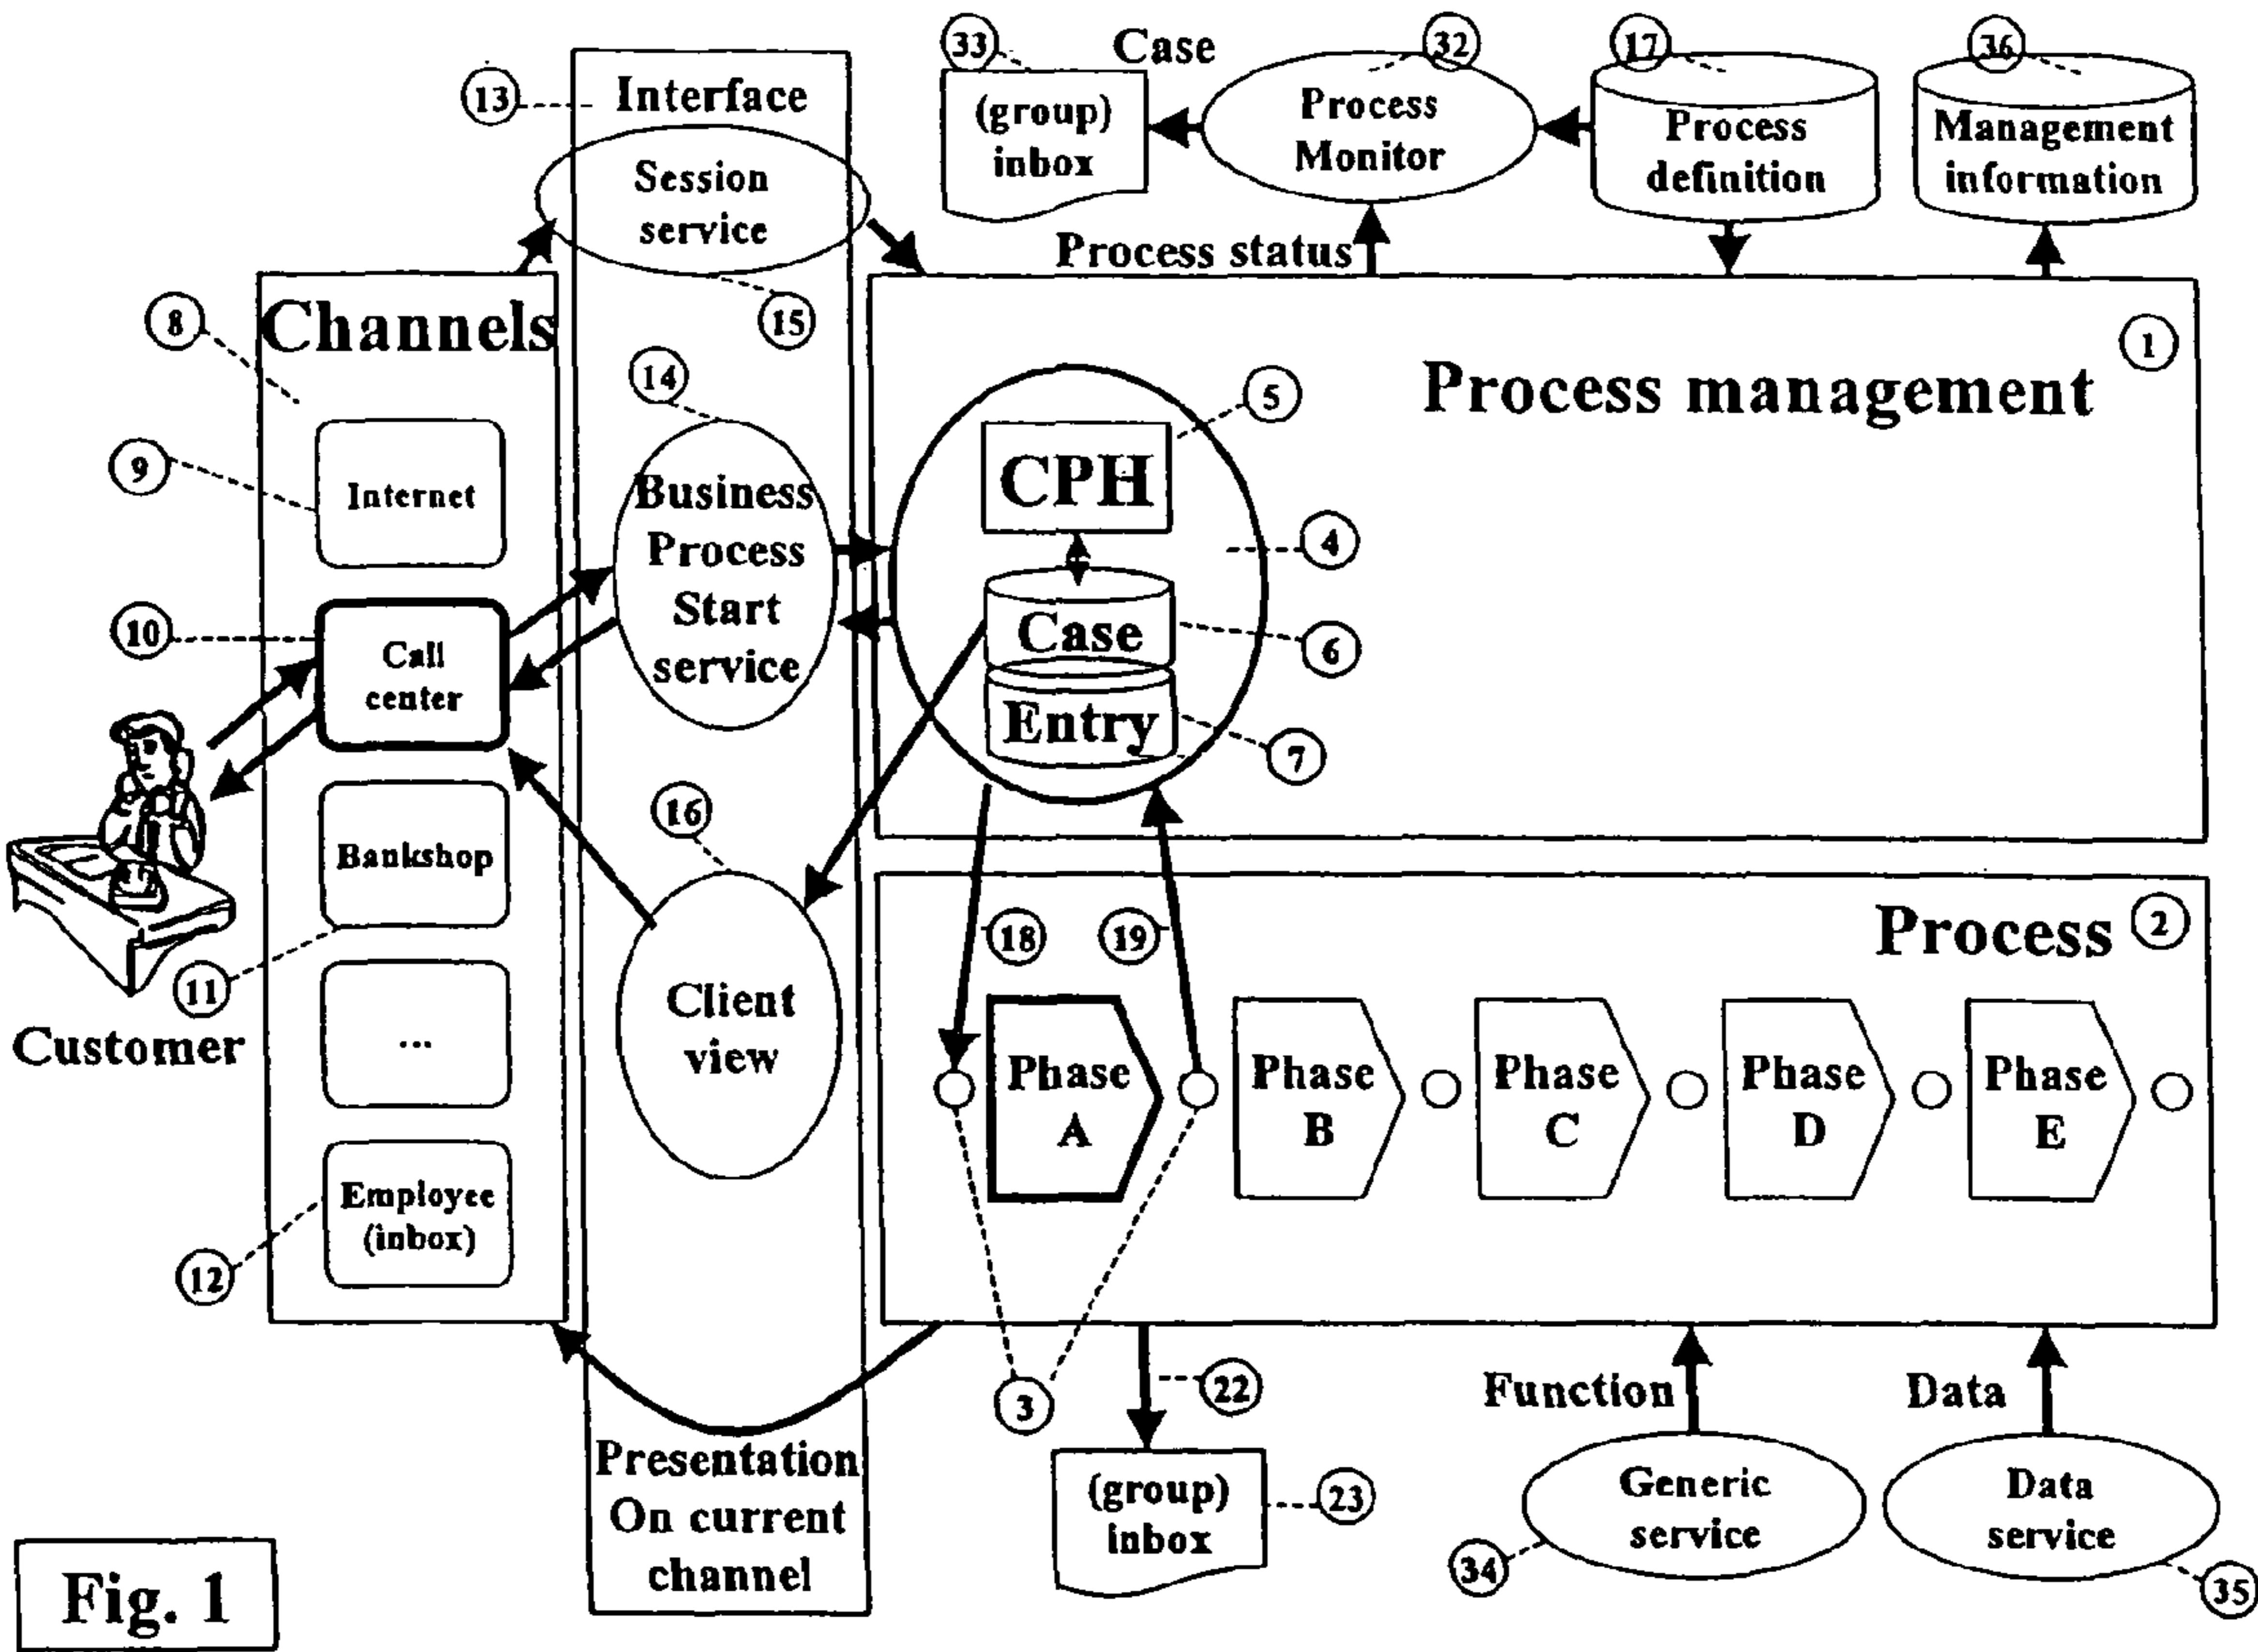 33
Case
32
17
36
13
Interface
(group)
inbox
Process
Monitor
Process
definition
Management
information
Session
service
Process status
15
8
Channels
1
Process management
14
5
9
Internet
CPH
Business
Process
Start
service
4
10
Call
center
Case
6
Entry
7
16
Bankshop
11
Process
2
18
19
Customer
...
Client
view
Phase
A
Phase
B
Phase
C
Phase
D
Phase
E
Employee
(inbox)
12
3
22
Function
Data
Presentation
On current
channel
(group)
inbox
23
Generic
service
34
Data
service
35
Fig. 1